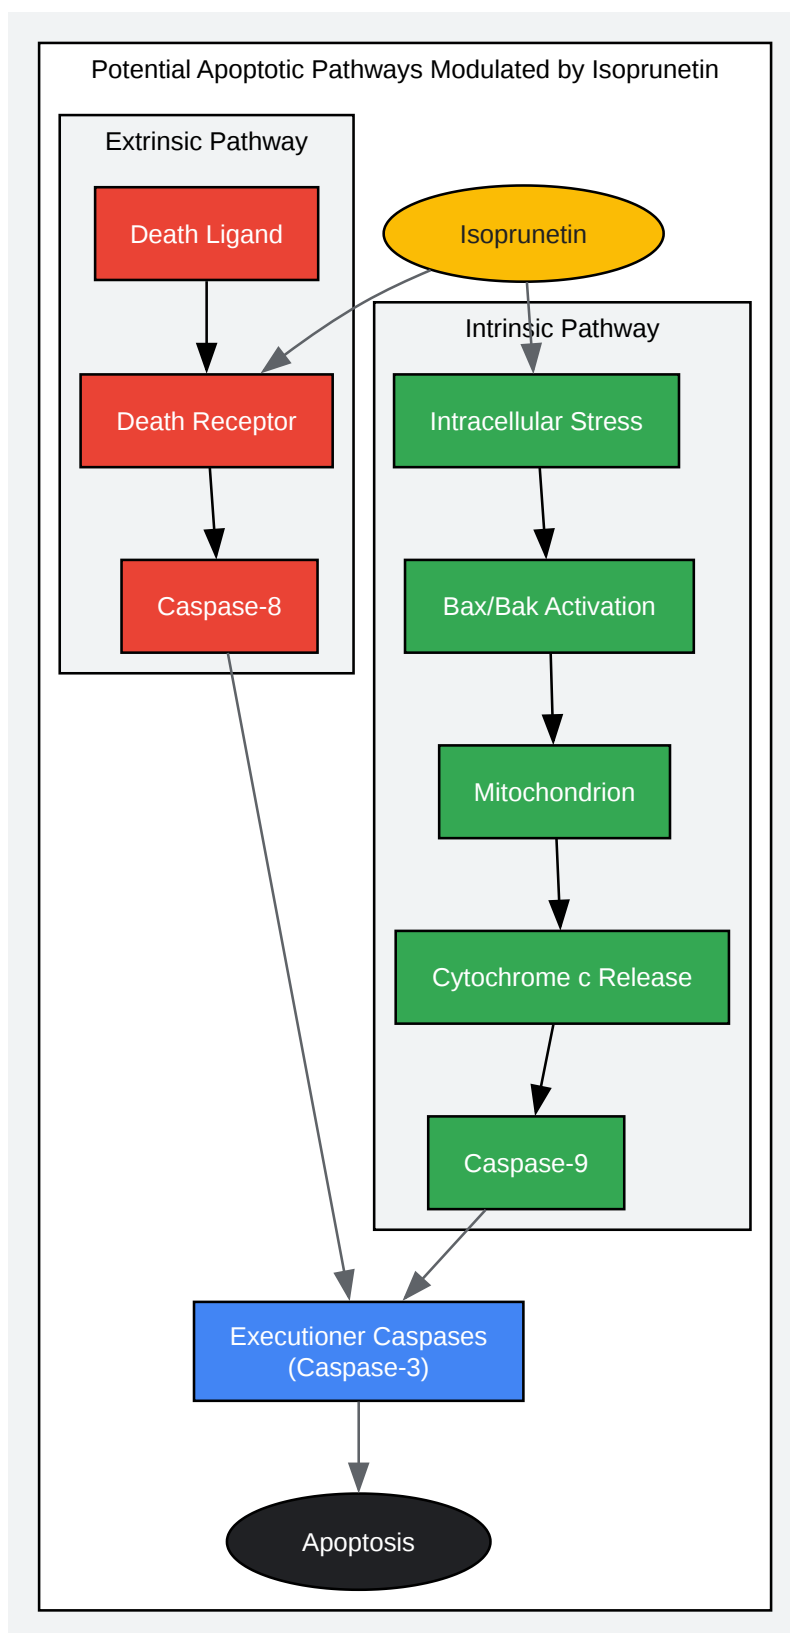 Potential Apoptotic Pathways Modulated by Isoprunetin
Extrinsic Pathway
Death Ligand
Isoprunetin
Intrinsic Pathway
Death Receptor
Intracellular Stress
Caspase-8
Bax/Bak Activation
Mitochondrion
Cytochrome c Release
Caspase-9
Executioner Caspases
(Caspase-3)
Apoptosis